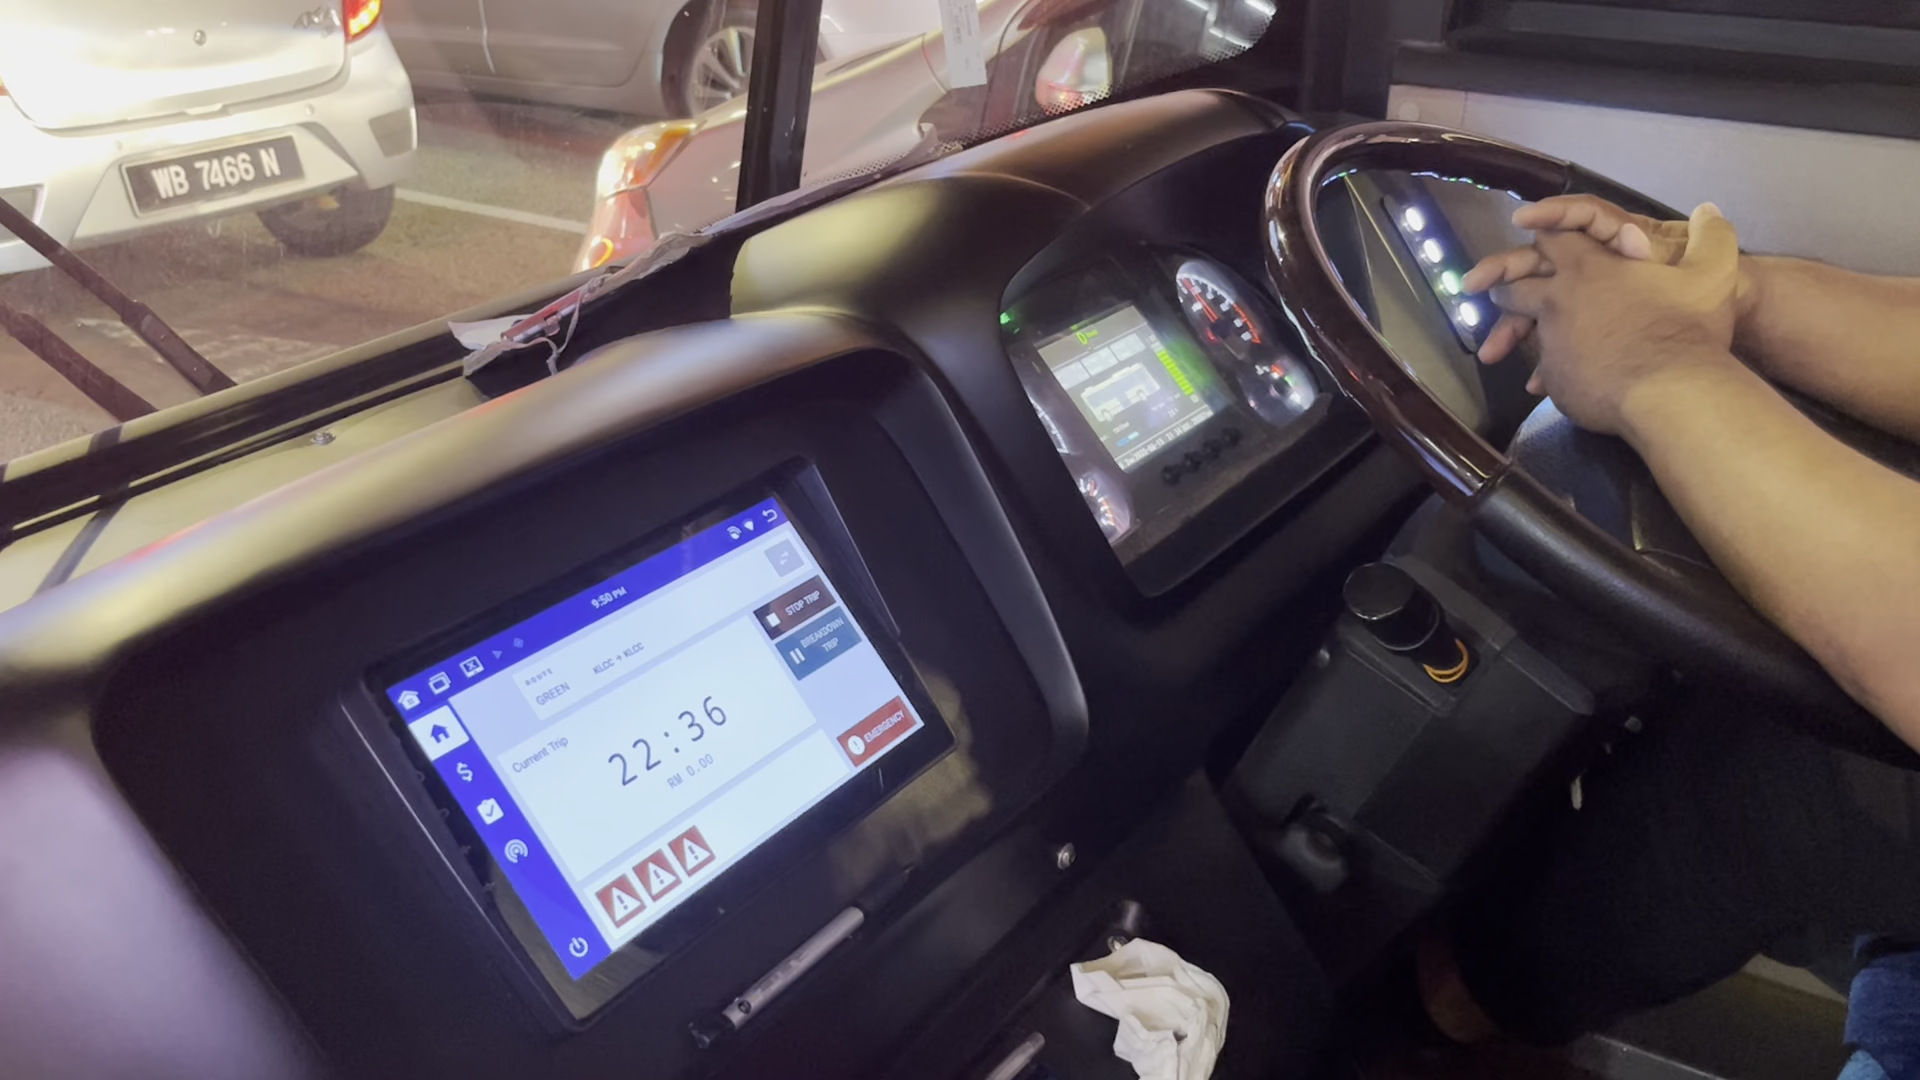 WB 7466 N
9:50 PM
ROUTE
GREEN
KLCC → KLCC
STOP TRIP
BREAKDOWN
TRIP
Current Trip
22:36
RM 0.00
EMERGENCY
D